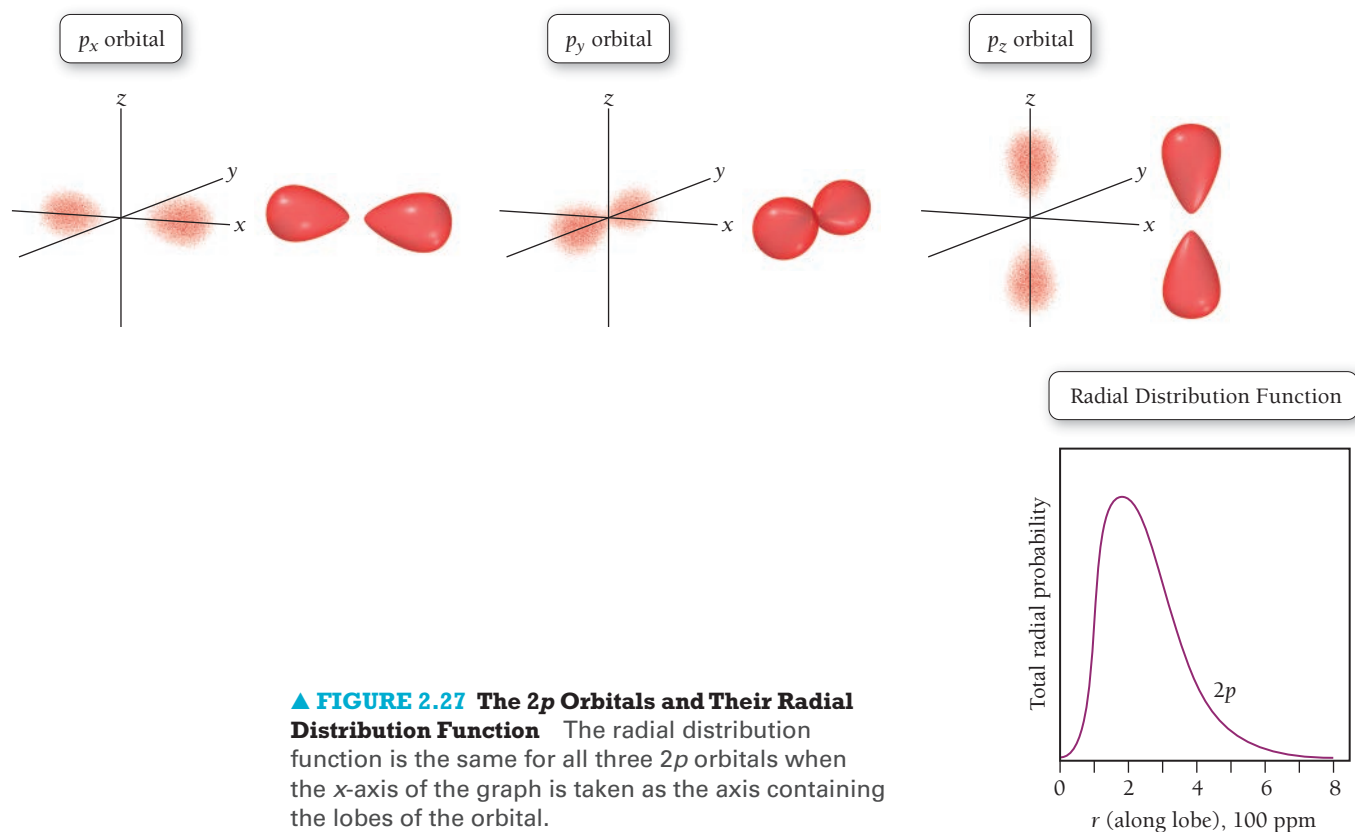 px orbital
py orbital
pz orbital
z
y
x
z
y
x
z
y
x
Radial Distribution Function
Total radial probability
2p
0 2 4 6 8
r (along lobe), 100 ppm
▲ FIGURE 2.27 The 2p Orbitals and Their Radial
Distribution Function The radial distribution
function is the same for all three 2p orbitals when
the x-axis of the graph is taken as the axis containing
the lobes of the orbital.